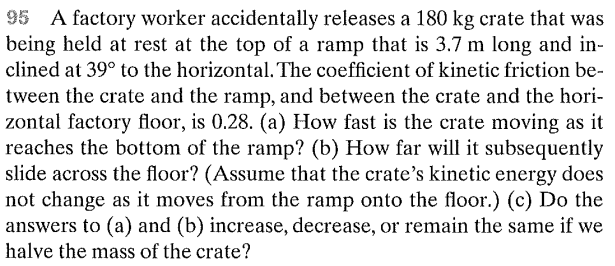 95 A factory worker accidentally releases a 180 kg crate that was
being held at rest at the top of a ramp that is 3.7 m long and in-
clined at 39° to the horizontal. The coefficient of kinetic friction be-
tween the crate and the ramp, and between the crate and the hori-
zontal factory floor, is 0.28. (a) How fast is the crate moving as it
reaches the bottom of the ramp? (b) How far will it subsequently
slide across the floor? (Assume that the crate's kinetic energy does
not change as it moves from the ramp onto the floor.) (c) Do the
answers to (a) and (b) increase, decrease, or remain the same if we
halve the mass of the crate?